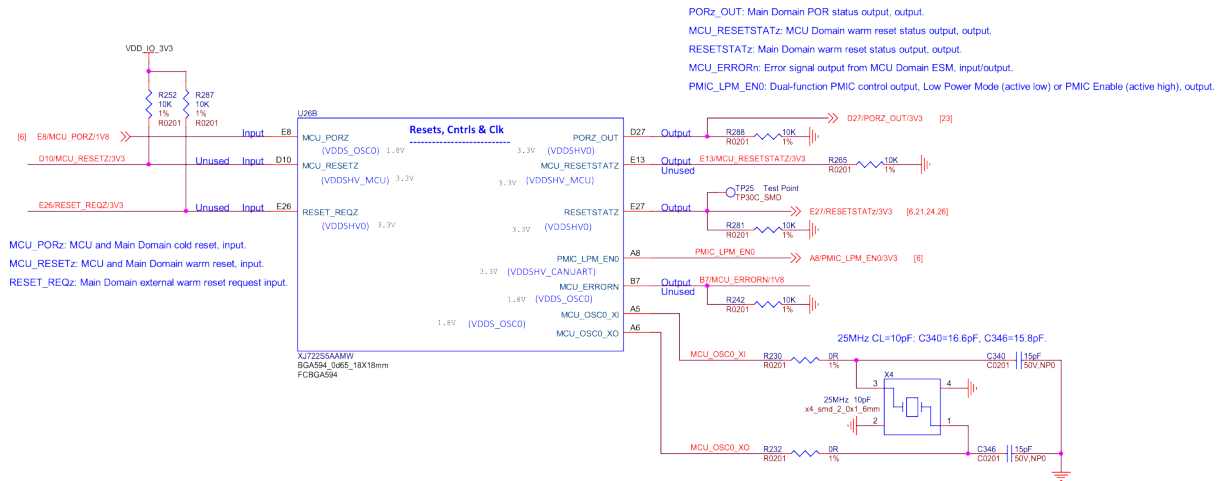 PORz_OUT: Main Domain POR status output, output.
MCU_RESETSTATz: MCU Domain warm reset status output, output.
RESETSTATz: Main Domain warm reset status output, output.
MCU_ERRORn: Error signal output from MCU Domain ESM, input/output.
PMIC_LPM_EN0: Dual-function PMIC control output, Low Power Mode (active low) or PMIC Enable (active high), output.
VDD_IO_3V3
R252
10K
1%
R0201
R287
10K
1%
R0201
U26B
Resets, Cntrls & Clk
[6] E8/MCU_PORZ/1V8
Input E8
MCU_PORZ
(VDDS_OSC0) 1.8V
D10/MCU_RESETZ/3V3
Unused Input D10
MCU_RESETZ
(VDDSHV_MCU) 3.3V
E26/RESET_REQZ/3V3
Unused Input E26
RESET_REQZ
(VDDSHV0) 3.3V
PORZ_OUT
3.3V (VDDSHV0)
D27 Output
D27/PORZ_OUT/3V3 [23]
R288 10K
R0201 1%
MCU_RESETSTATZ
3.3V (VDDSHV_MCU)
E13 Output
Unused
E13/MCU_RESETSTATZ/3V3
R265 10K
R0201 1%
TP25 Test Point
TP30C_SMD
RESETSTATZ
3.3V (VDDSHV0)
E27 Output
E27/RESETSTATz/3V3 [6,21,24,26]
R281 10K
R0201 1%
PMIC_LPM_EN0
3.3V (VDDSHV_CANUART)
A8
PMIC_LPM_EN0
A8/PMIC_LPM_EN0/3V3 [6]
MCU_ERRORN
1.8V (VDDS_OSC0)
B7 Output
Unused
B7/MCU_ERRORN/1V8
R242 10K
R0201 1%
MCU_OSC0_XI
A5
1.8V (VDDS_OSC0)
MCU_OSC0_XO
A6
MCU_PORz: MCU and Main Domain cold reset, input.
MCU_RESETz: MCU and Main Domain warm reset, input.
RESET_REQz: Main Domain external warm reset request input.
XJ722S5AAMW
BGA594_0d65_18X18mm
FCBGA594
25MHz CL=10pF: C340=16.6pF, C346=15.8pF.
MCU_OSC0_XI
R230 0R
R0201 1%
C340 15pF
C0201 50V,NP0
X4
3
4
25MHz 10pF
x4_smd_2_0x1_6mm
2
1
MCU_OSC0_XO
R232 0R
R0201 1%
C346 15pF
C0201 50V,NP0